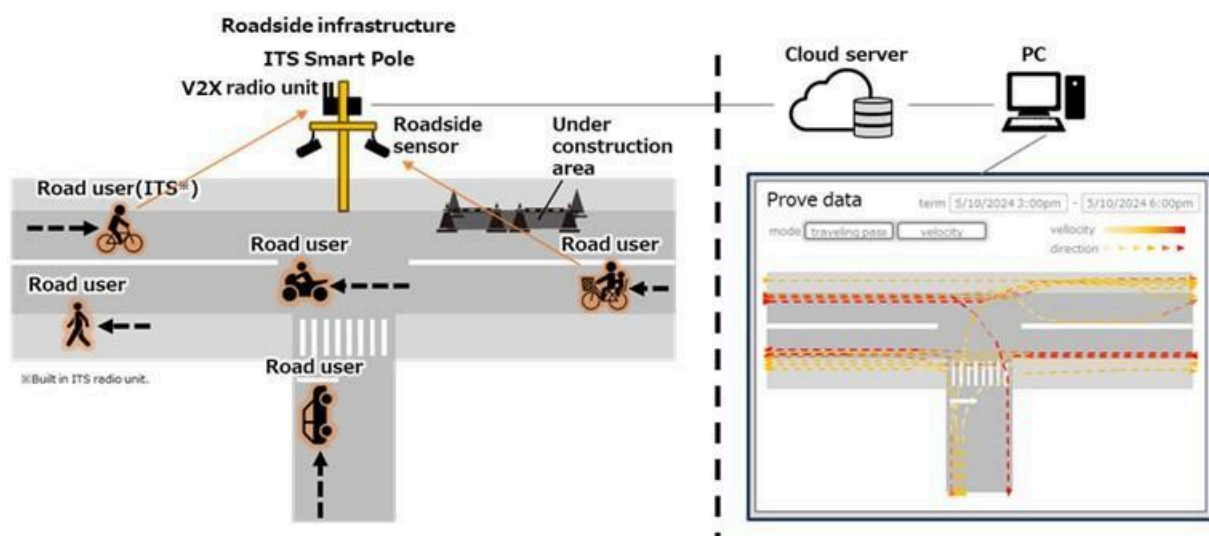 Roadside infrastructure
ITS Smart Pole
V2X radio unit
Roadside
sensor
Under
construction
area
Road user(ITS※)
Road user
Road user
Road user
Road user
※Built in ITS radio unit.
Cloud server
PC
Prove data
term 5/10/2024 3:00pm - 5/10/2024 6:00pm
mode traveling pass velocity
vellocity
direction